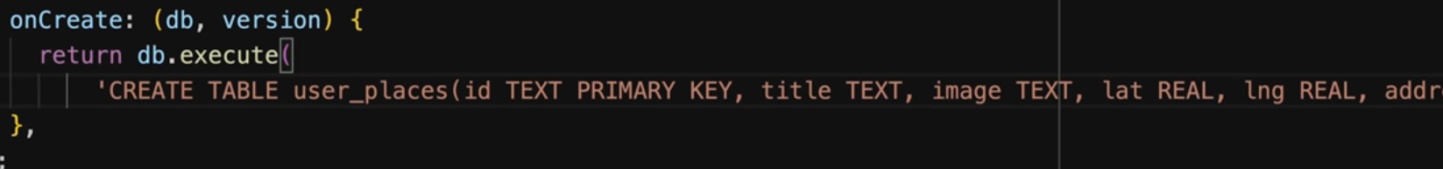 onCreate: (db, version) {
return db.execute(
'CREATE TABLE user_places(id TEXT PRIMARY KEY, title TEXT, image TEXT, lat REAL, lng REAL,
},